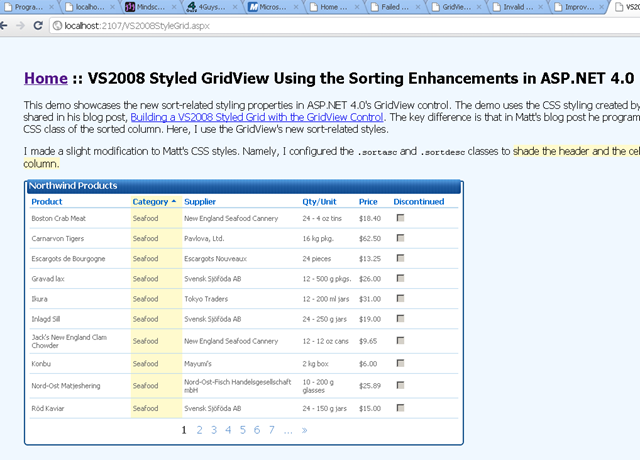 Progra...
localho...
Mindsc...
4Guys...
Micros...
Home ...
Failed ...
GridVie...
Invalid ...
Improv...
VS20
localhost:2107/VS2008StyleGrid.aspx
Home :: VS2008 Styled GridView Using the Sorting Enhancements in ASP.NET 4.0
This demo showcases the new sort-related styling properties in ASP.NET 4.0's GridView control. The demo uses the CSS styling created by
shared in his blog post, Building a VS2008 Styled Grid with the GridView Control. The key difference is that in Matt's blog post he program
CSS class of the sorted column. Here, I use the GridView's new sort-related styles.
I made a slight modification to Matt's CSS styles. Namely, I configured the .sortasc and .sortdesc classes to shade the header and the cel
column.
Northwind Products
Product Category Supplier Qty/Unit Price Discontinued
Boston Crab Meat Seafood New England Seafood Cannery 24 - 4 oz tins $18.40
Carnarvon Tigers Seafood Pavlova, Ltd. 16 kg pkg. $62.50
Escargots de Bourgogne Seafood Escargots Nouveaux 24 pieces $13.25
Gravad lax Seafood Svensk Sjöföda AB 12 - 500 g pkgs. $26.00
Ikura Seafood Tokyo Traders 12 - 200 ml jars $31.00
Inlagd Sill Seafood Svensk Sjöföda AB 24 - 250 g jars $19.00
Jack's New England Clam Chowder Seafood New England Seafood Cannery 12 - 12 oz cans $9.65
Konbu Seafood Mayumi's 2 kg box $6.00
Nord-Ost Matjeshering Seafood Nord-Ost-Fisch Handelsgesellschaft mbH 10 - 200 g glasses $25.89
Röd Kaviar Seafood Svensk Sjöföda AB 24 - 150 g jars $15.00
1 2 3 4 5 6 7 ... »